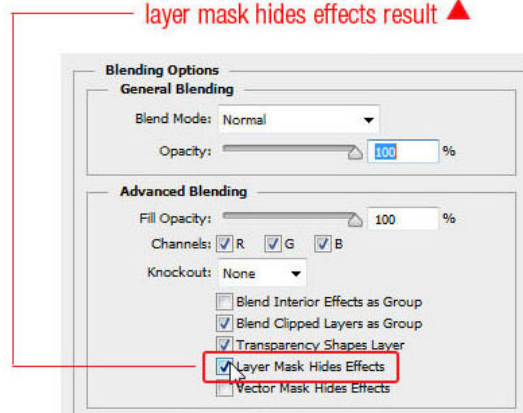 layer mask hides effects result
Blending Options
General Blending
Blend Mode: Normal
Opacity: 100 %
Advanced Blending
Fill Opacity: 100 %
Channels: R G B
Knockout: None
Blend Interior Effects as Group
Blend Clipped Layers as Group
Transparency Shapes Layer
Layer Mask Hides Effects
Vector Mask Hides Effects